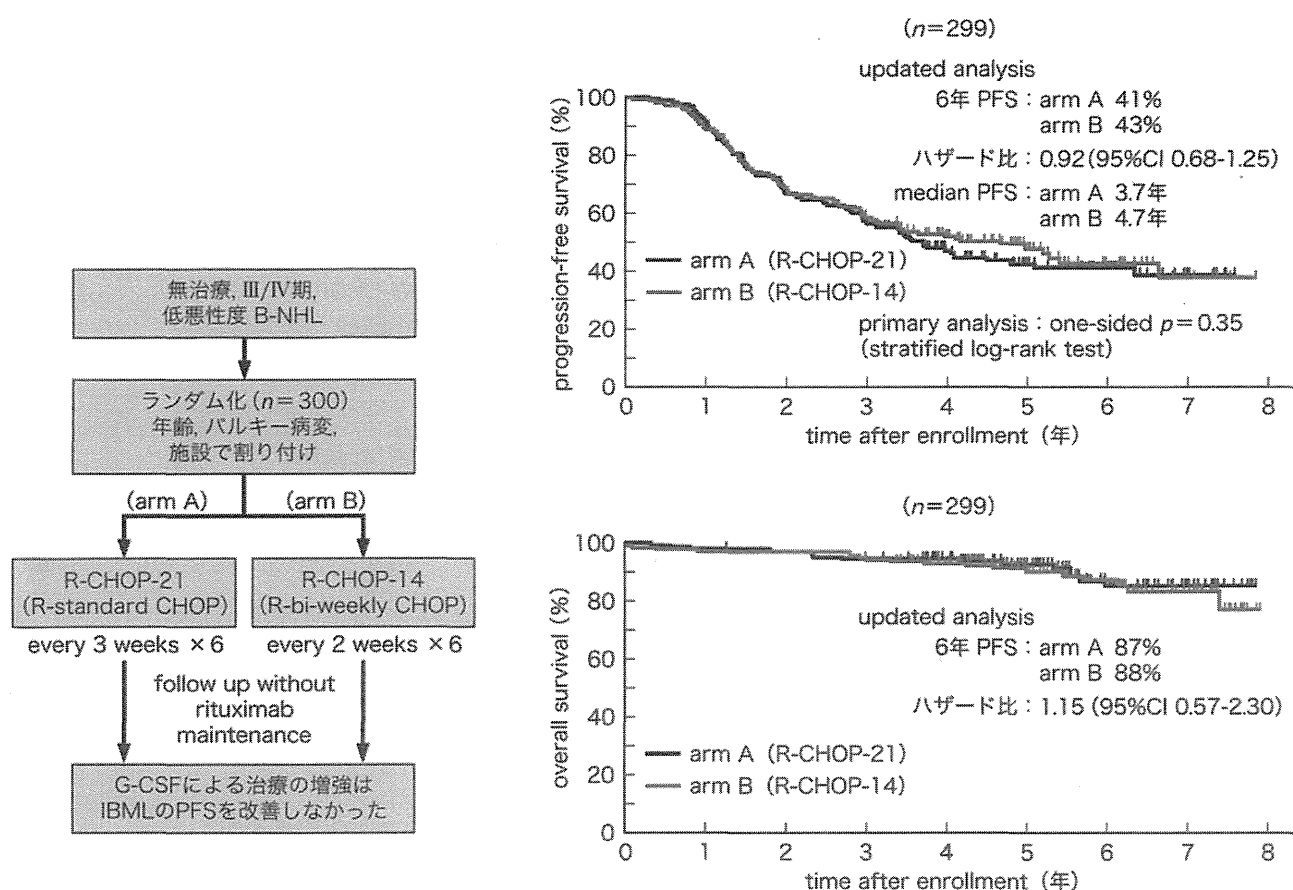 無治療, Ⅲ/Ⅳ期,
低悪性度 B-NHL
ランダム化 (n=300)
年齢, バルキー病変,
施設で割り付け
(arm A)
(arm B)
R-CHOP-21
(R-standard CHOP)
R-CHOP-14
(R-bi-weekly CHOP)
every 3 weeks ×6
every 2 weeks ×6
follow up without
rituximab
maintenance
G-CSFによる治療の増強は
IBMLのPFSを改善しなかった
(n=299)
updated analysis
6年 PFS：arm A 41%
arm B 43%
ハザード比：0.92(95%CI 0.68-1.25)
median PFS：arm A 3.7年
arm B 4.7年
arm A (R-CHOP-21)
arm B (R-CHOP-14)
primary analysis：one-sided p=0.35
(stratified log-rank test)
progression-free survival (%)
100
80
60
40
20
0
0 1 2 3 4 5 6 7 8
time after enrollment (年)
(n=299)
updated analysis
6年 PFS：arm A 87%
arm B 88%
ハザード比：1.15 (95%CI 0.57-2.30)
arm A (R-CHOP-21)
arm B (R-CHOP-14)
overall survival (%)
100
80
60
40
20
0
0 1 2 3 4 5 6 7 8
time after enrollment (年)